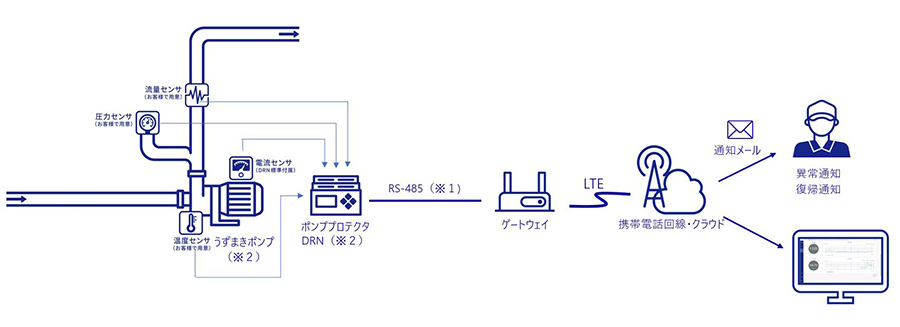 流量センサ
(お客様で用意)
圧力センサ
(お客様で用意)
電流センサ
(DRN標準付属)
温度センサ
(お客様で用意)
うずまきポンプ
(※2)
ポンププロテクタ
DRN(※2)
RS-485(※1)
ゲートウェイ
LTE
携帯電話回線・クラウド
通知メール
異常通知
復帰通知